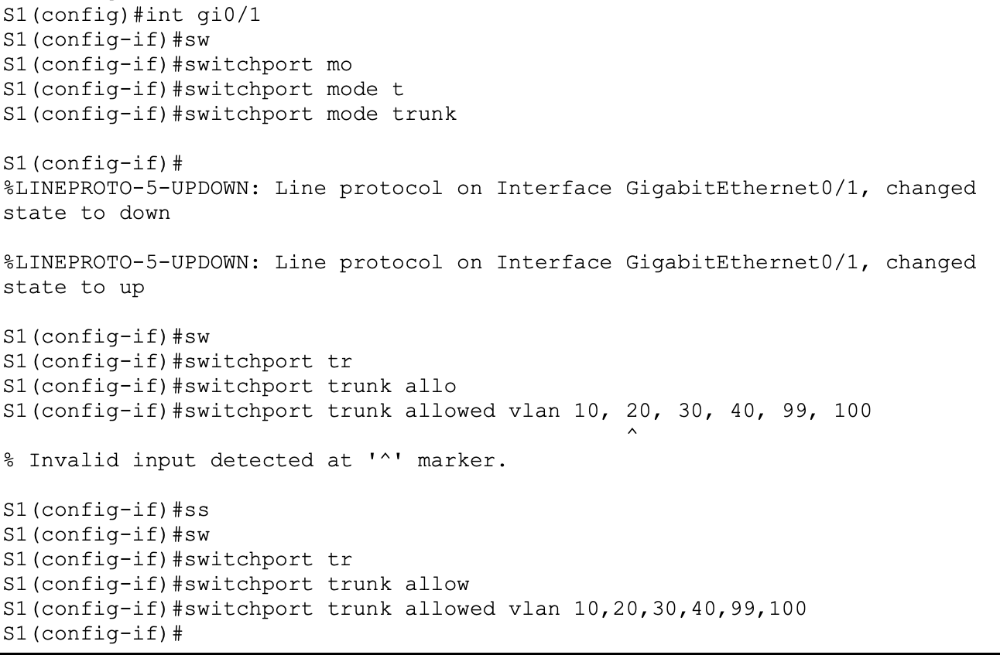 S1(config)#int gi0/1
S1(config-if)#sw
S1(config-if)#switchport mo
S1(config-if)#switchport mode t
S1(config-if)#switchport mode trunk
S1(config-if)#
%LINEPROTO-5-UPDOWN: Line protocol on Interface GigabitEthernet0/1, changed
state to down
%LINEPROTO-5-UPDOWN: Line protocol on Interface GigabitEthernet0/1, changed
state to up
S1(config-if)#sw
S1(config-if)#switchport tr
S1(config-if)#switchport trunk allo
S1(config-if)#switchport trunk allowed vlan 10, 20, 30, 40, 99, 100
^
% Invalid input detected at '^' marker.
S1(config-if)#ss
S1(config-if)#sw
S1(config-if)#switchport tr
S1(config-if)#switchport trunk allow
S1(config-if)#switchport trunk allowed vlan 10,20,30,40,99,100
S1(config-if)#